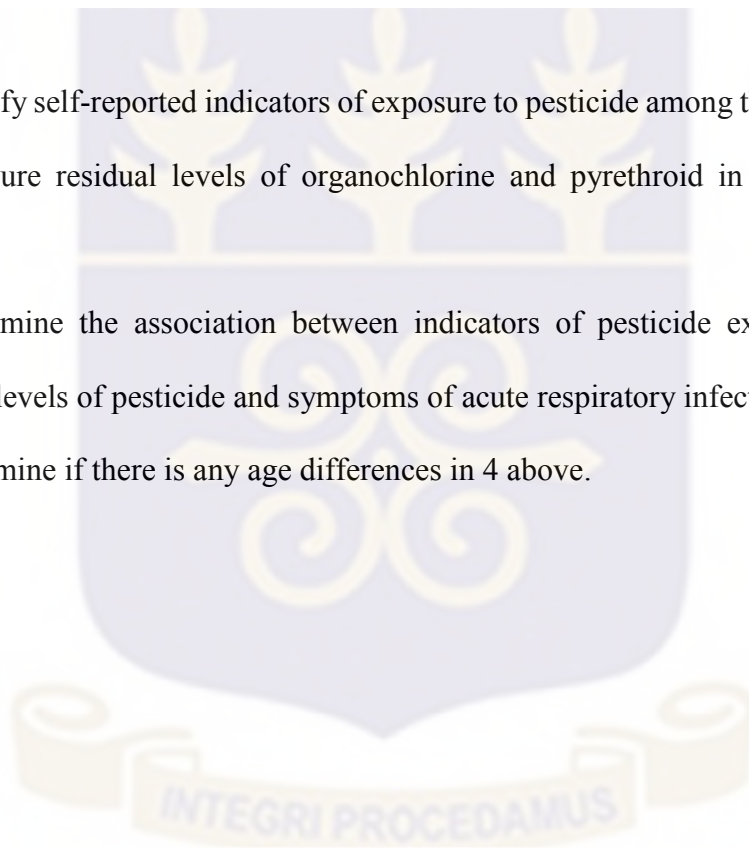 fy self-reported indicators of exposure to pesticide among t
ure residual levels of organochlorine and pyrethroid in
mine the association between indicators of pesticide ex
levels of pesticide and symptoms of acute respiratory infec
mine if there is any age differences in 4 above.
INTEGRI PROCEDAMUS